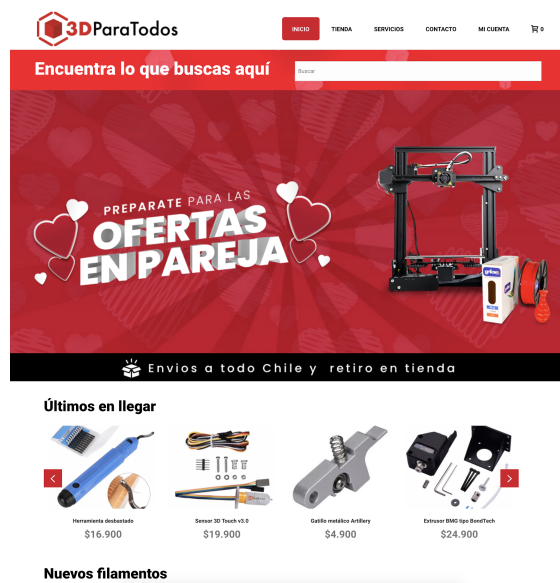 3DParaTodos
INICIO
TIENDA
SERVICIOS
CONTACTO
MI CUENTA
0
Encuentra lo que buscas aquí
Buscar
PREPARATE PARA LAS
OFERTAS
EN PAREJA
Envios a todo Chile y retiro en tienda
Últimos en llegar
Herramienta desbastado
Sensor 3D Touch v3.0
Gatillo metálico Artillery
Extrusor BMG tipo BondTech
$16.900
$19.900
$4.900
$24.900
Nuevos filamentos